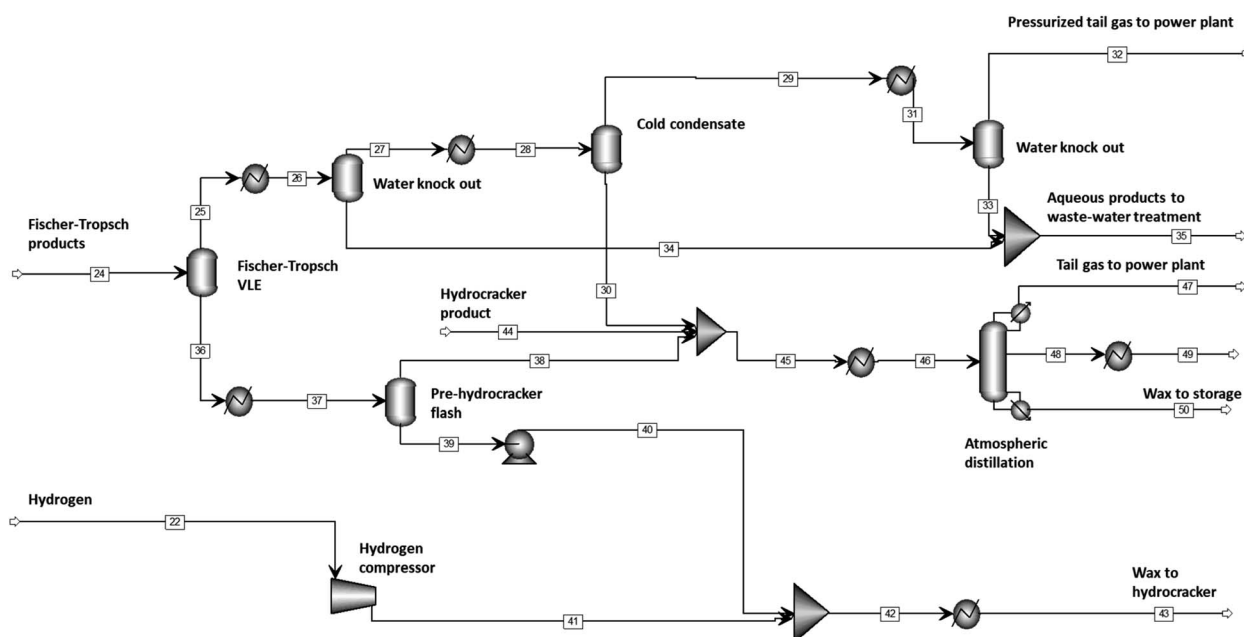 Pressurized tail gas to power plant
32
29
31
Cold condensate
Water knock out
27
28
26
Water knock out
25
33
Aqueous products to
waste-water treatment
35
Fischer-Tropsch
products
24
Fischer-Tropsch
VLE
34
Tail gas to power plant
47
30
Hydrocracker
product
44
38
45
46
48
49
36
37
Pre-hydrocracker
flash
Wax to storage
50
39
40
Atmospheric
distillation
Hydrogen
22
Hydrogen
compressor
41
42
Wax to
hydrocracker
43